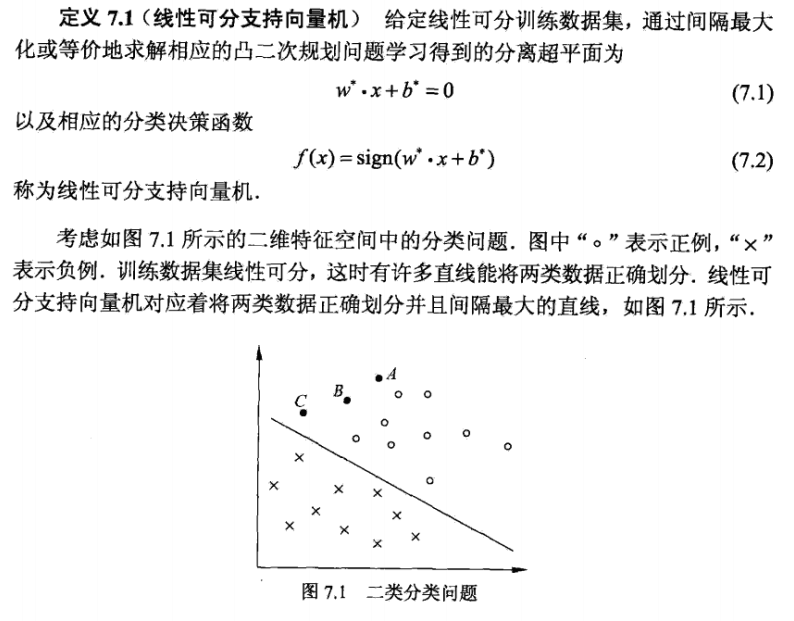 定义 7.1（线性可分支持向量机） 给定线性可分训练数据集，通过间隔最大
化或等价地求解相应的凸二次规划问题学习得到的分离超平面为
w*·x+b*=0 (7.1)
以及相应的分类决策函数
f(x)=sign(w*·x+b*) (7.2)
称为线性可分支持向量机．
考虑如图 7.1 所示的二维特征空间中的分类问题．图中“∘”表示正例，“×”
表示负例．训练数据集线性可分，这时有许多直线能将两类数据正确划分．线性可
分支持向量机对应着将两类数据正确划分并且间隔最大的直线，如图 7.1 所示．
A
B
C
图 7.1 二类分类问题